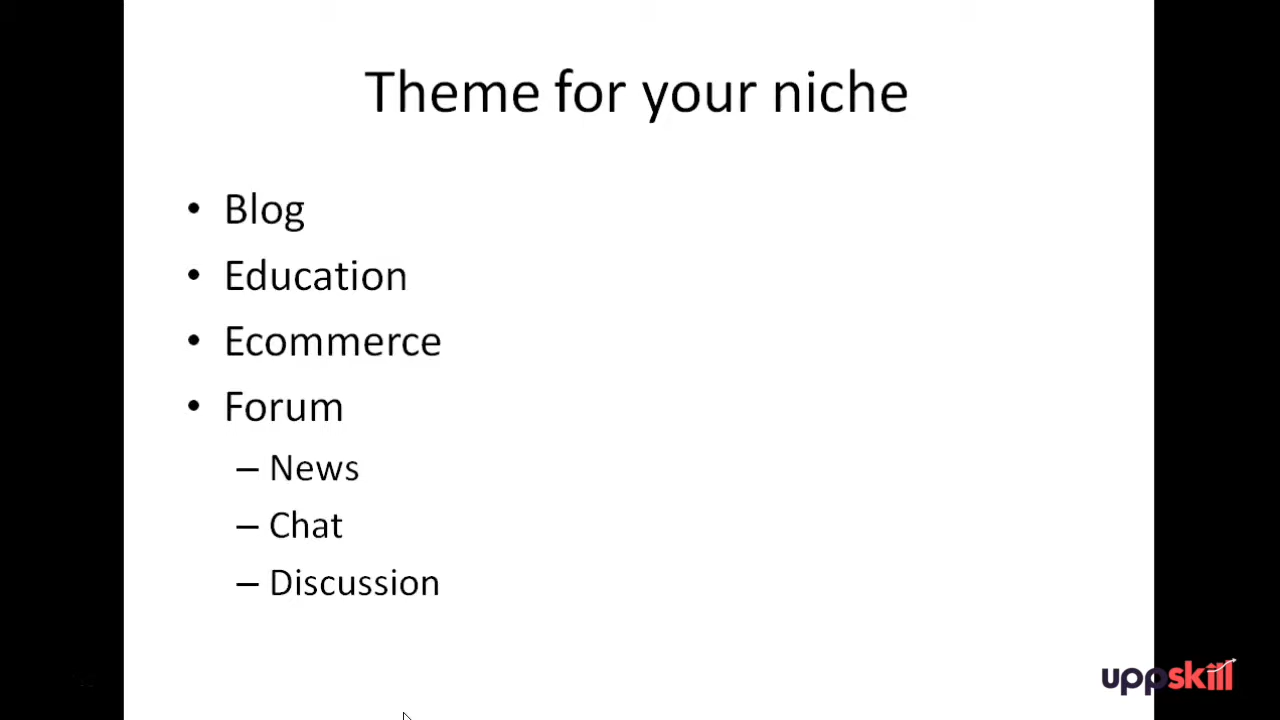 Theme for your niche
• Blog
• Education
• Ecommerce
• Forum
– News
– Chat
– Discussion
uppskill